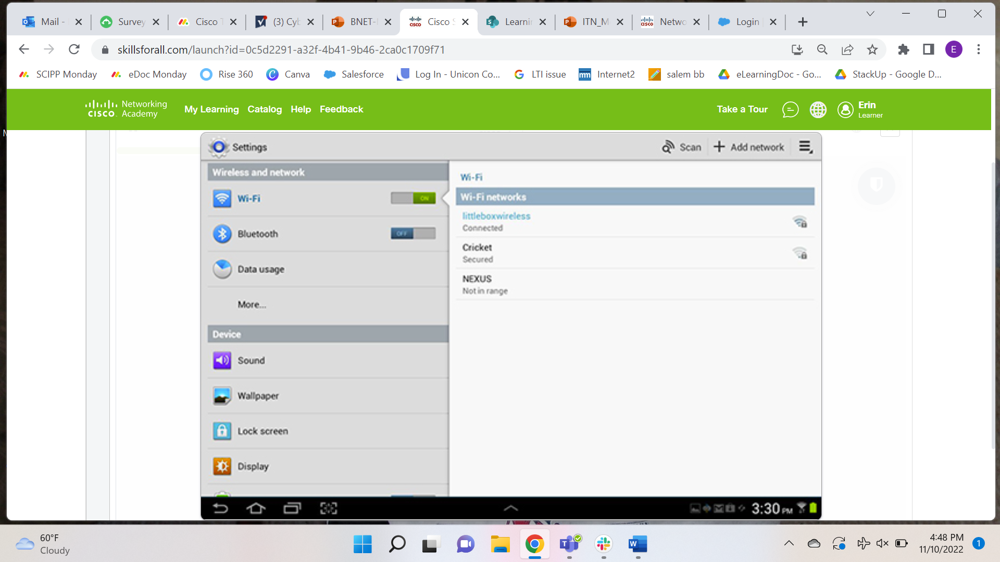 Mail -
Survey
Cisco T
(3) Cyb
BNET-
Cisco S
Learnin
ITN_M
Netwo
Login
skillsforall.com/launch?id=0c5d2291-a32f-4b41-9b46-2ca0c1709f71
E
SCIPP Monday
eDoc Monday
Rise 360
Canva
Salesforce
Log In - Unicon Co...
LTI issue
Internet2
salem bb
eLearningDoc - Go...
StackUp - Google D...
CISCO Networking Academy
My Learning
Catalog
Help
Feedback
Take a Tour
Erin
Learner
Settings
Scan
Add network
Wireless and network
Wi-Fi
ON
Bluetooth
OFF
Data usage
More...
Device
Sound
Wallpaper
Lock screen
Display
Wi-Fi
Wi-Fi networks
littleboxwireless
Connected
Cricket
Secured
NEXUS
Not in range
3:30 PM
60°F
Cloudy
4:48 PM
11/10/2022
1